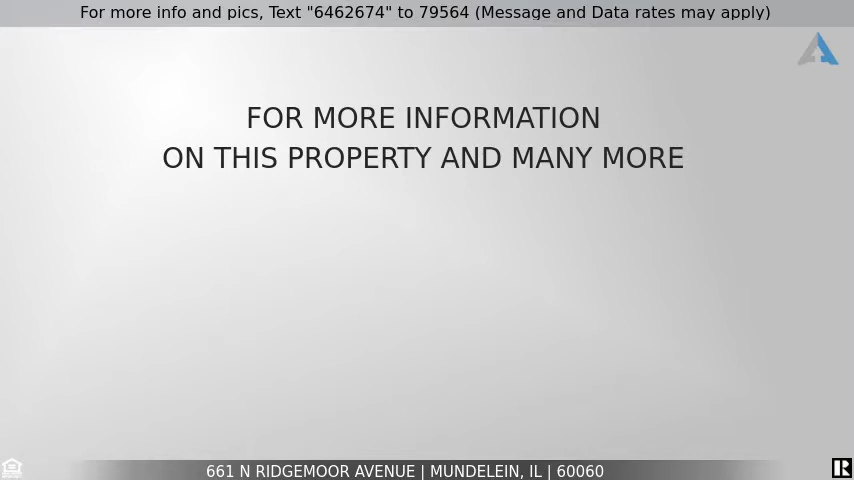 For more info and pics, Text "6462674" to 79564 (Message and Data rates may apply)
FOR MORE INFORMATION
ON THIS PROPERTY AND MANY MORE
661 N RIDGEMOOR AVENUE | MUNDELEIN, IL | 60060